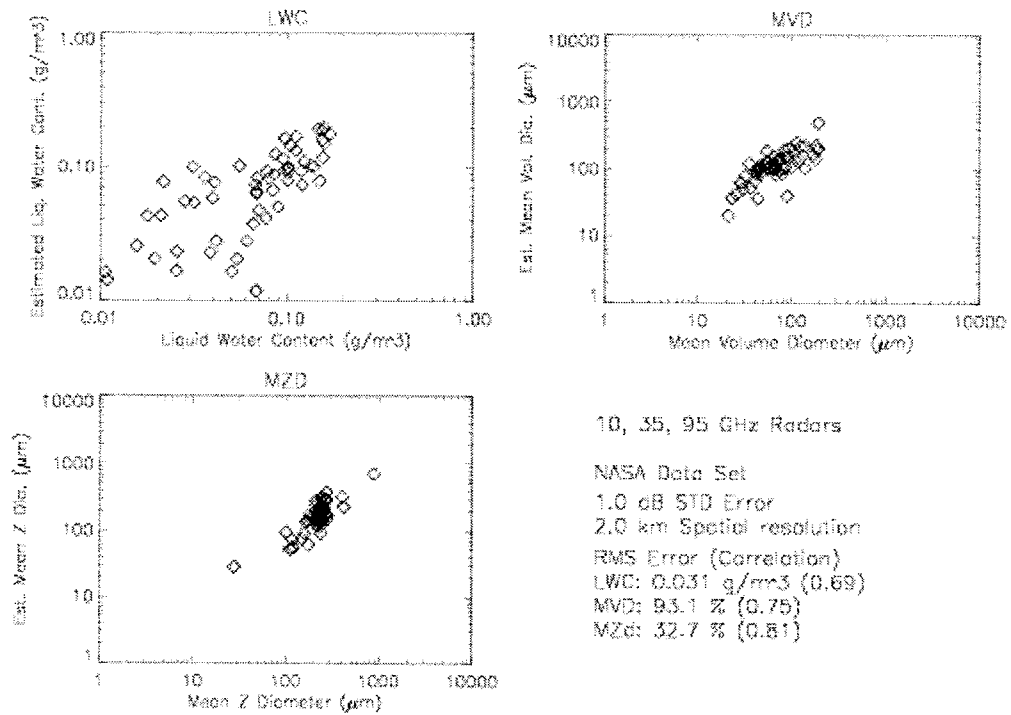 LWC
1.00
0.10
0.01
0.01 0.10 1.00
Estimated Liq. Water Cont. (g/m3)
Liquid Water Content (g/m3)
MVD
10000
1000
100
10
1
1 10 100 1000 10000
Est. Mean Vol. Dia. (μm)
Mean Volume Diameter (μm)
MZD
10000
1000
100
10
1
1 10 100 1000 10000
Est. Mean Z Dia. (μm)
Mean Z Diameter (μm)
10, 35, 95 GHz Radars
NASA Data Set
1.0 dB STD Error
2.0 km Spatial resolution
RMS Error (Correlation)
LWC: 0.031 g/m3 (0.69)
MVD: 93.1 % (0.75)
MZd: 32.7 % (0.81)